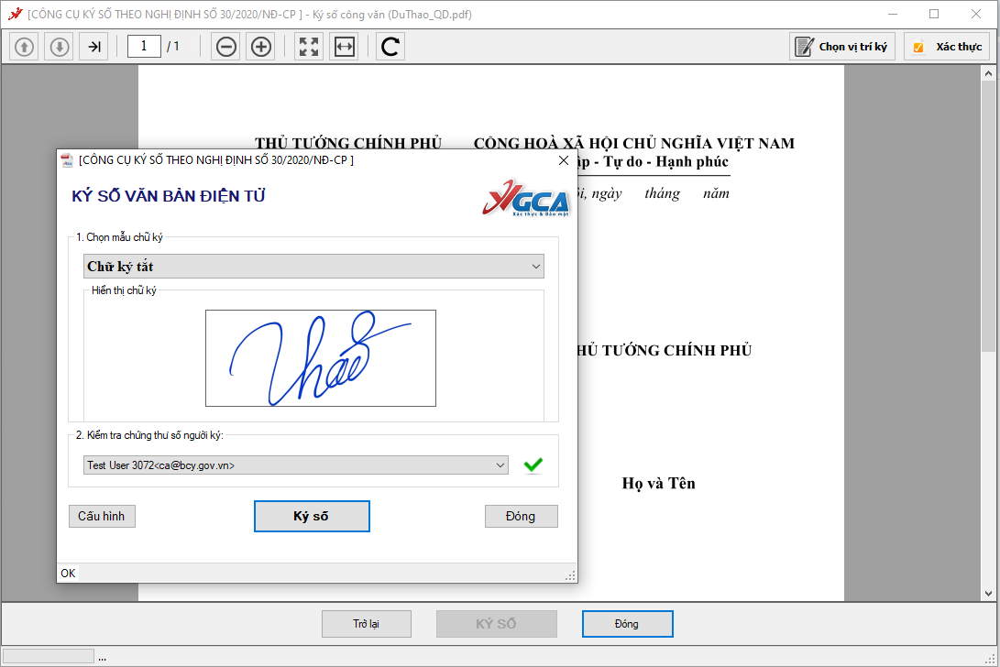 [CÔNG CỤ KÝ SỐ THEO NGHỊ ĐỊNH SỐ 30/2020/NĐ-CP ] - Ký số công văn (DuThao_QD.pdf)
1 / 1
Chọn vị trí ký
Xác thực
THỦ TƯỚNG CHÍNH PHỦ
CỘNG HOÀ XÃ HỘI CHỦ NGHĨA VIỆT NAM
ập - Tự do - Hạnh phúc
ội, ngày tháng năm
[CÔNG CỤ KÝ SỐ THEO NGHỊ ĐỊNH SỐ 30/2020/NĐ-CP ]
KÝ SỐ VĂN BẢN ĐIỆN TỬ
GCA
Xác thực & Bảo mật
1. Chọn mẫu chữ ký
Chữ ký tắt
Hiển thị chữ ký
Thao
HỦ TƯỚNG CHÍNH PHỦ
2. Kiểm tra chứng thư số người ký:
Test User 3072<ca@bcy.gov.vn>
Họ và Tên
Cấu hình
Ký số
Đóng
OK
Trở lại
KÝ SỐ
Đóng
...